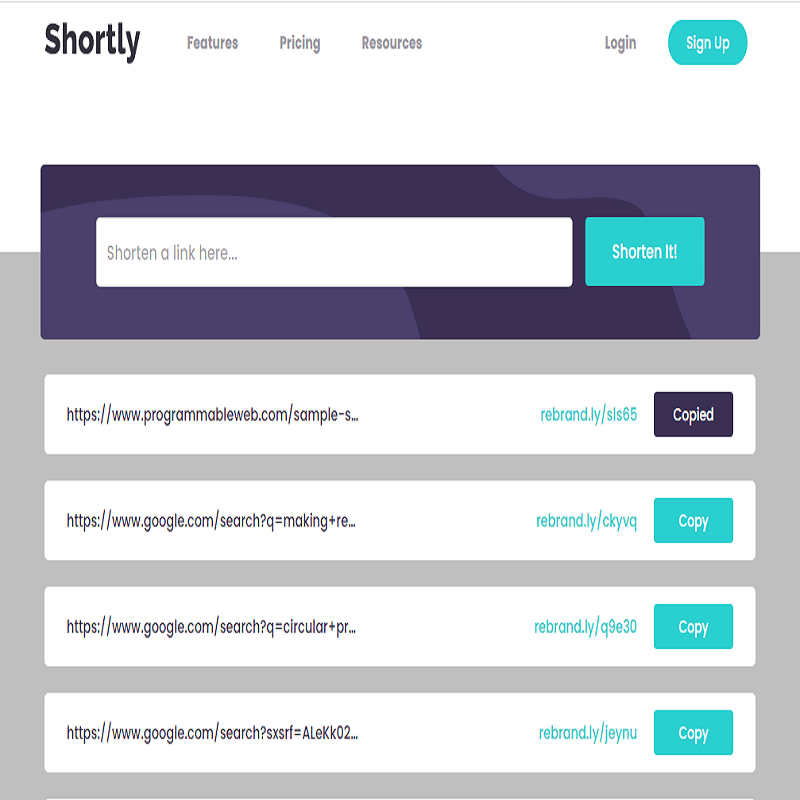 Shortly Features Pricing Resources Login Sign Up
Shorten a link here... Shorten It!
https://www.programmableweb.com/sample-s... rebrand.ly/sls65 Copied
https://www.google.com/search?q=making+re... rebrand.ly/ckyvq Copy
https://www.google.com/search?q=circular+pr... rebrand.ly/q9e30 Copy
https://www.google.com/search?sxsrf=ALeKk02... rebrand.ly/jeynu Copy